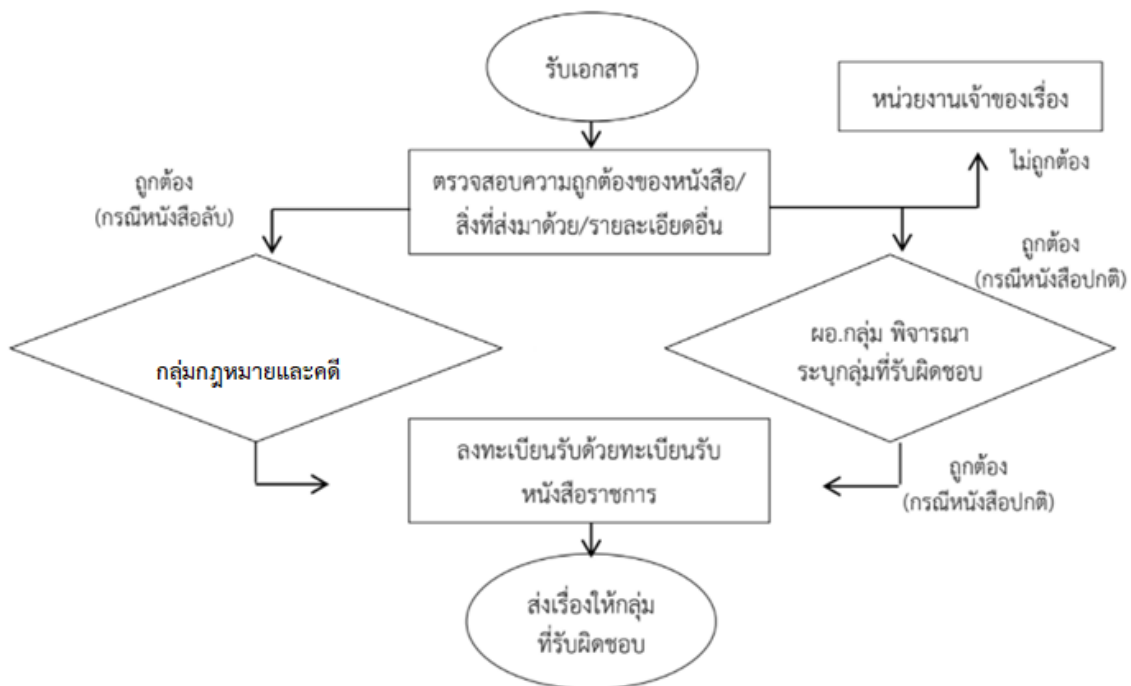 รับเอกสาร
หน่วยงานเจ้าของเรื่อง
ไม่ถูกต้อง
ถูกต้อง
(กรณีหนังสือลับ)
ตรวจสอบความถูกต้องของหนังสือ/
สิ่งที่ส่งมาด้วย/รายละเอียดอื่น
ถูกต้อง
(กรณีหนังสือปกติ)
กลุ่มกฎหมายและคดี
ผอ.กลุ่ม พิจารณา
ระบุกลุ่มที่รับผิดชอบ
ลงทะเบียนรับด้วยทะเบียนรับ
หนังสือราชการ
ถูกต้อง
(กรณีหนังสือปกติ)
ส่งเรื่องให้กลุ่ม
ที่รับผิดชอบ